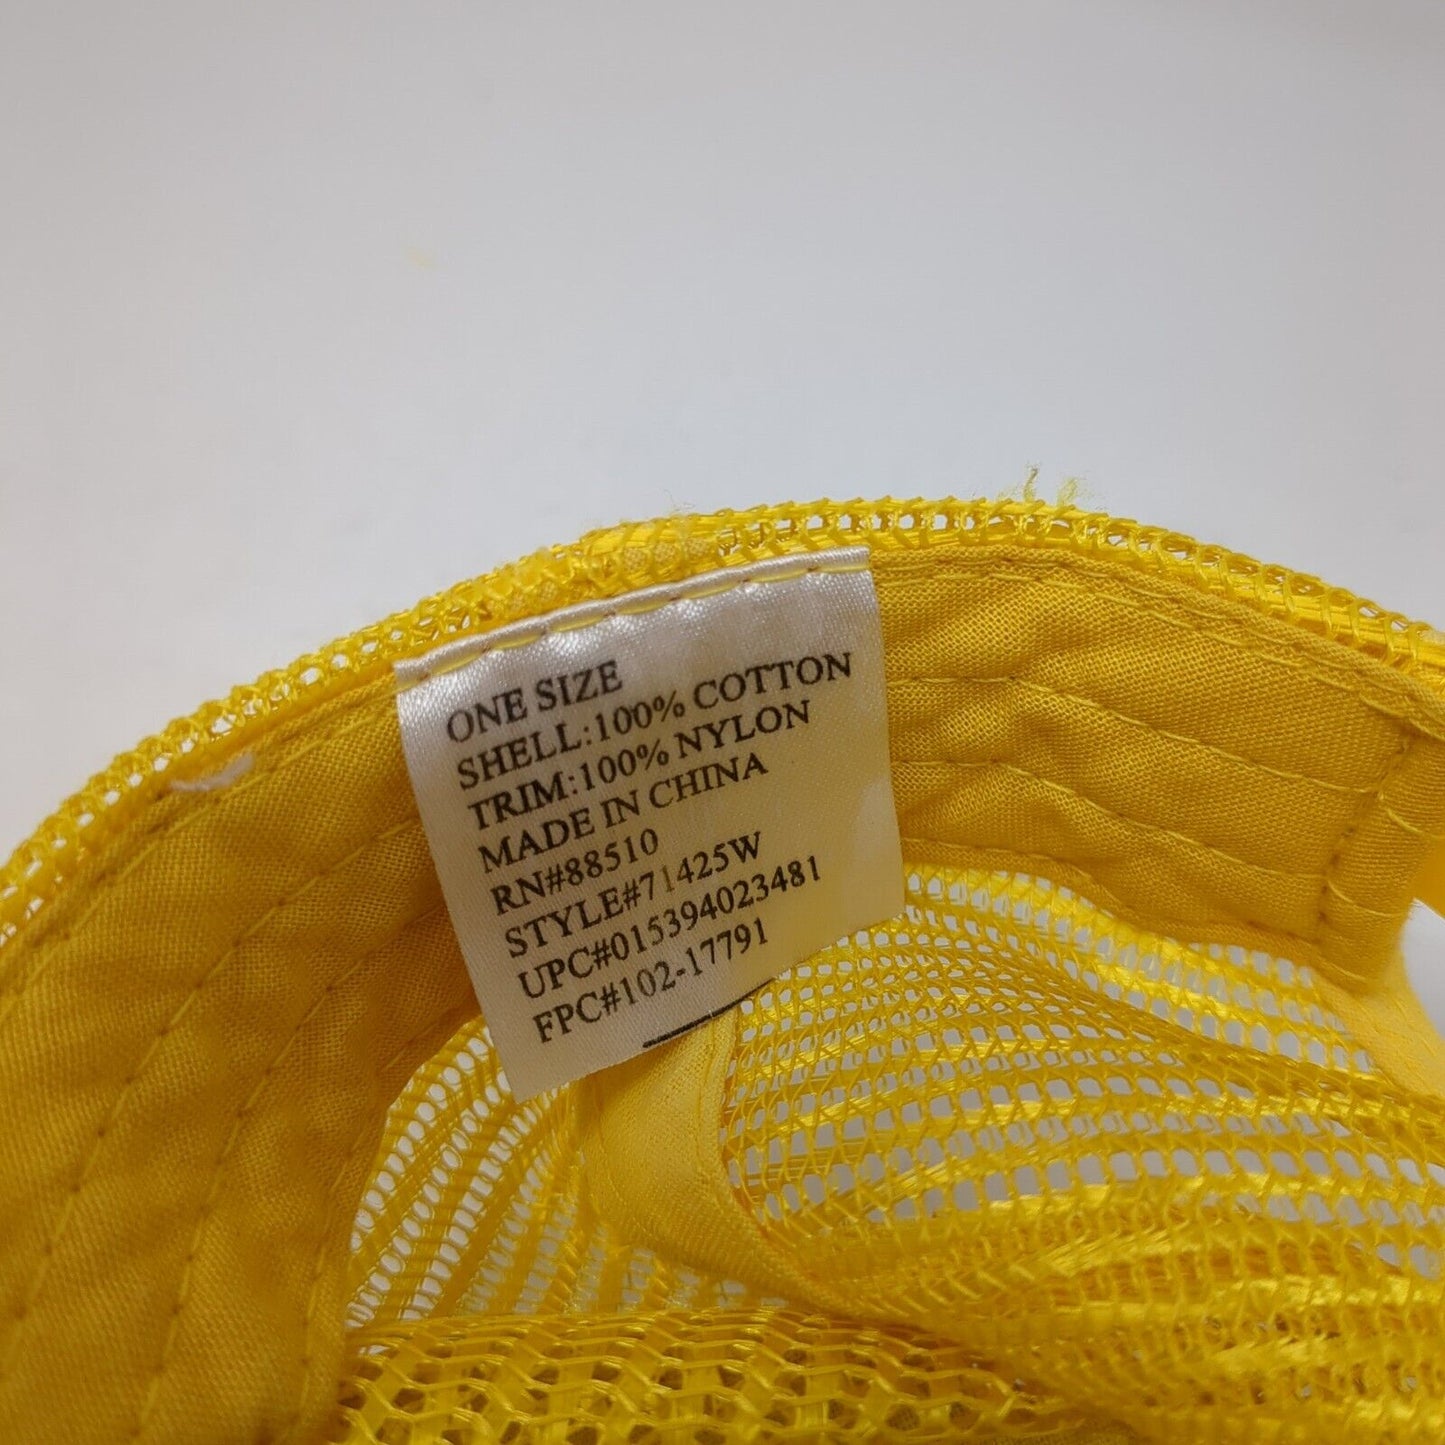 ONE SIZE
SHELL:100% COTTON
TRIM:100% NYLON
MADE IN CHINA
RN#88510
STYLE#71425W
UPC#015394023481
FPC#102-17791